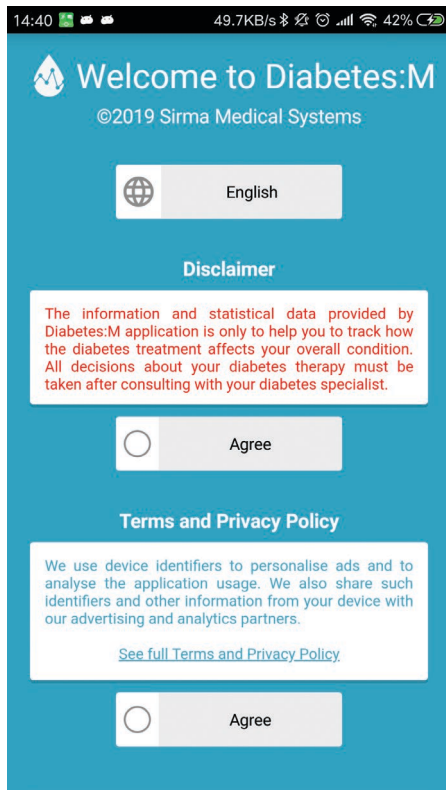 14:40 49.7KB/s 42%
Welcome to Diabetes:M
©2019 Sirma Medical Systems
English
Disclaimer
The information and statistical data provided by
Diabetes:M application is only to help you to track how
the diabetes treatment affects your overall condition.
All decisions about your diabetes therapy must be
taken after consulting with your diabetes specialist.
Agree
Terms and Privacy Policy
We use device identifiers to personalise ads and to
analyse the application usage. We also share such
identifiers and other information from your device with
our advertising and analytics partners.
See full Terms and Privacy Policy
Agree